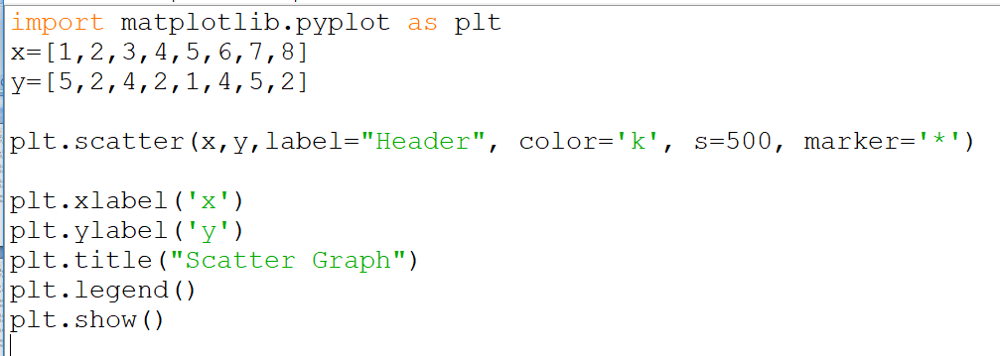 import matplotlib.pyplot as plt
x=[1,2,3,4,5,6,7,8]
y=[5,2,4,2,1,4,5,2]
plt.scatter(x,y,label="Header", color='k', s=500, marker='*')
plt.xlabel('x')
plt.ylabel('y')
plt.title("Scatter Graph")
plt.legend()
plt.show()